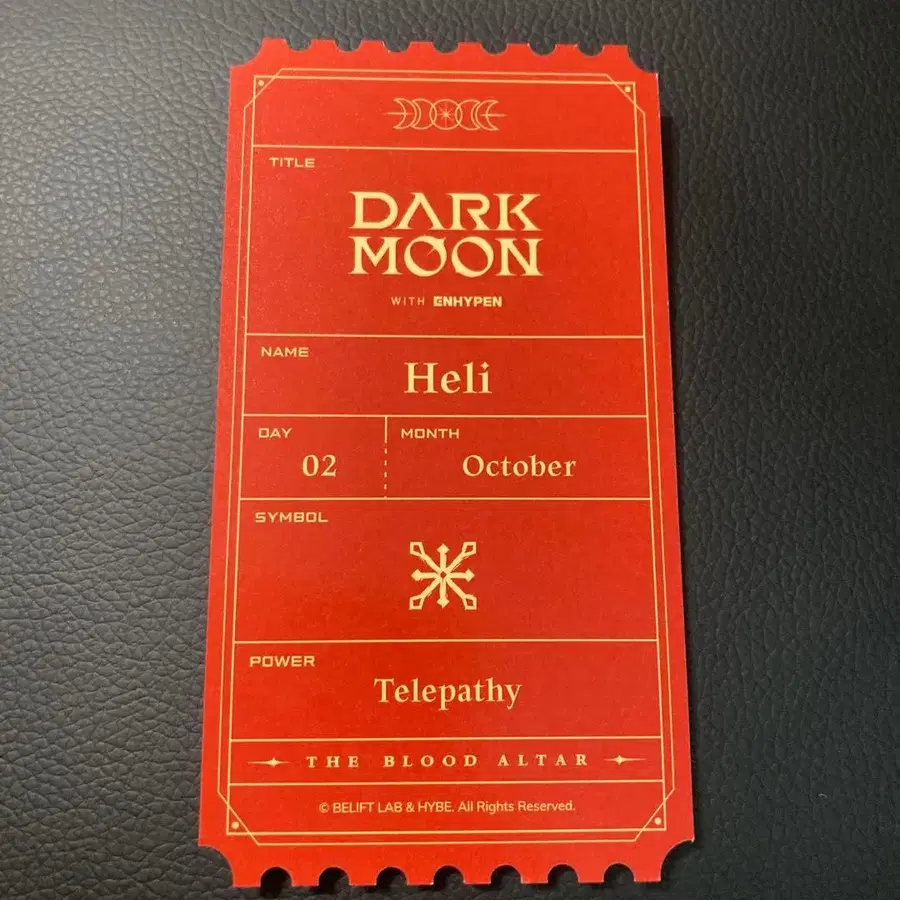 TITLE
DARK
MOON
WITH ENHYPEN
NAME
Heli
DAY
02
MONTH
October
SYMBOL
POWER
Telepathy
THE BLOOD ALTAR
© BELIFT LAB & HYBE. All Rights Reserved.